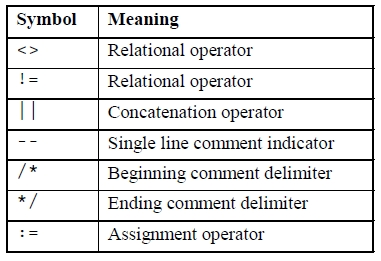 Symbol Meaning
<> Relational operator
!= Relational operator
|| Concatenation operator
-- Single line comment indicator
/* Beginning comment delimiter
*/ Ending comment delimiter
:= Assignment operator